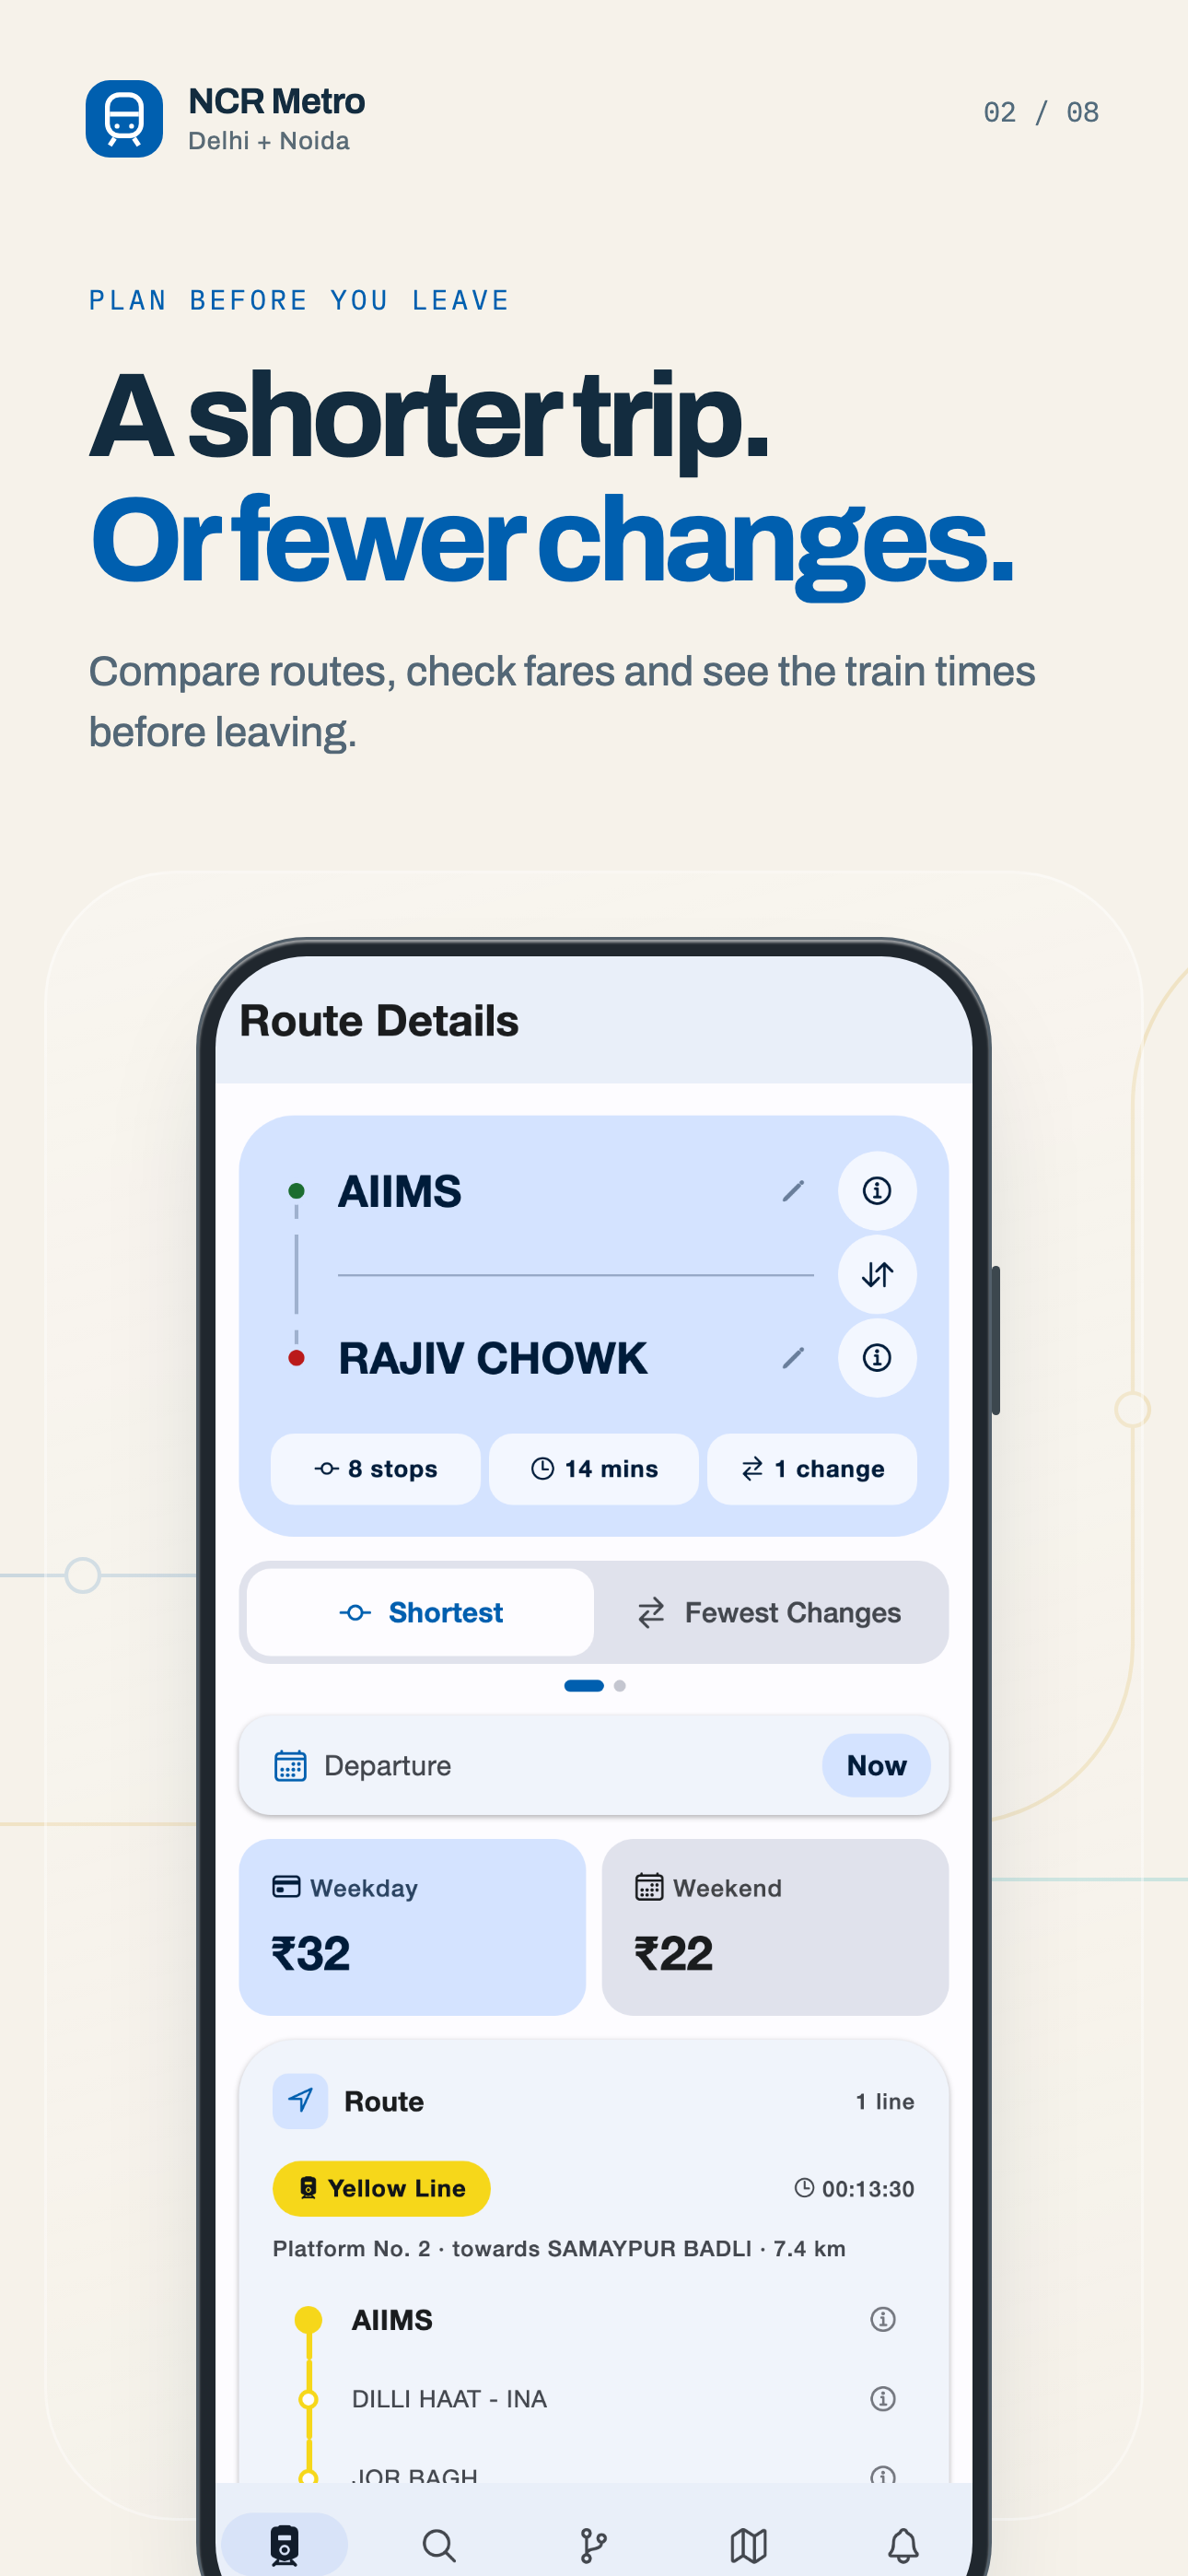 NCR Metro
Delhi + Noida
02 / 08
PLAN BEFORE YOU LEAVE
A shorter trip.
Or fewer changes.
Compare routes, check fares and see the train times
before leaving.
Route Details
AIIMS
RAJIV CHOWK
8 stops
14 mins
1 change
Shortest
Fewest Changes
Departure
Now
Weekday
Weekend
₹32
₹22
Route
1 line
Yellow Line
00:13:30
Platform No. 2 · towards SAMAYPUR BADLI · 7.4 km
AIIMS
DILLI HAAT - INA
JOR BAGH